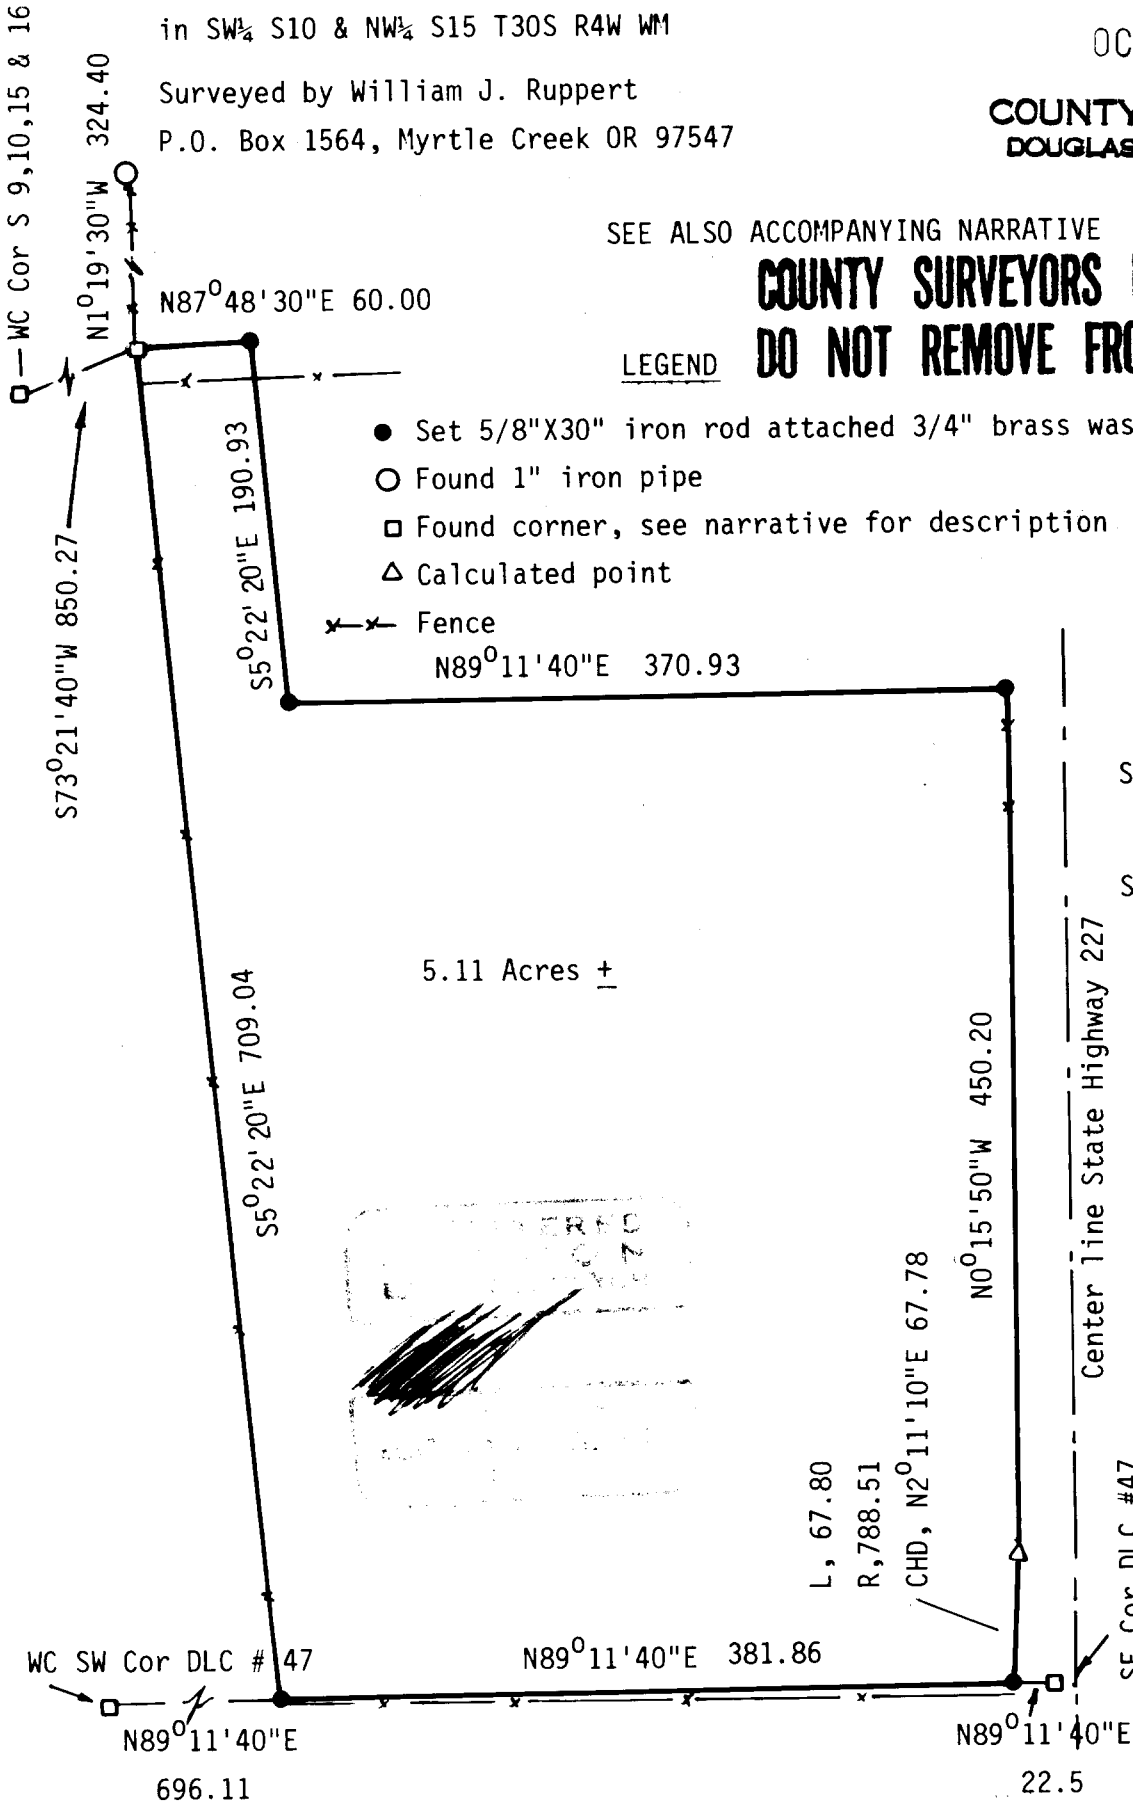 in SW¼ S10 & NW¼ S15 T30S R4W WM
Surveyed by William J. Ruppert
P.O. Box 1564, Myrtle Creek OR 97547
COUNTY
DOUGLAS
SEE ALSO ACCOMPANYING NARRATIVE
COUNTY SURVEYORS
DO NOT REMOVE
LEGEND
● Set 5/8"X30" iron rod attached 3/4" brass
○ Found 1" iron pipe
□ Found corner, see narrative for description
△ Calculated point
x—x— Fence
WC Cor S 9,10,15 & 16
N1°19'30"W 324.40
N87°48'30"E 60.00
S73°21'40"W 850.27
S5°22'20"E 190.93
N89°11'40"E 370.93
5.11 Acres ±
S5°22'20"E 709.04
N0°15'50"W 450.20
Center line State Highway 227
L, 67.80
R,788.51
CHD, N2°11'10"E 67.78
SE Cor DLC #47
WC SW Cor DLC # 47
N89°11'40"E 381.86
N89°11'40"E
696.11
N89°11'40"E
22.5